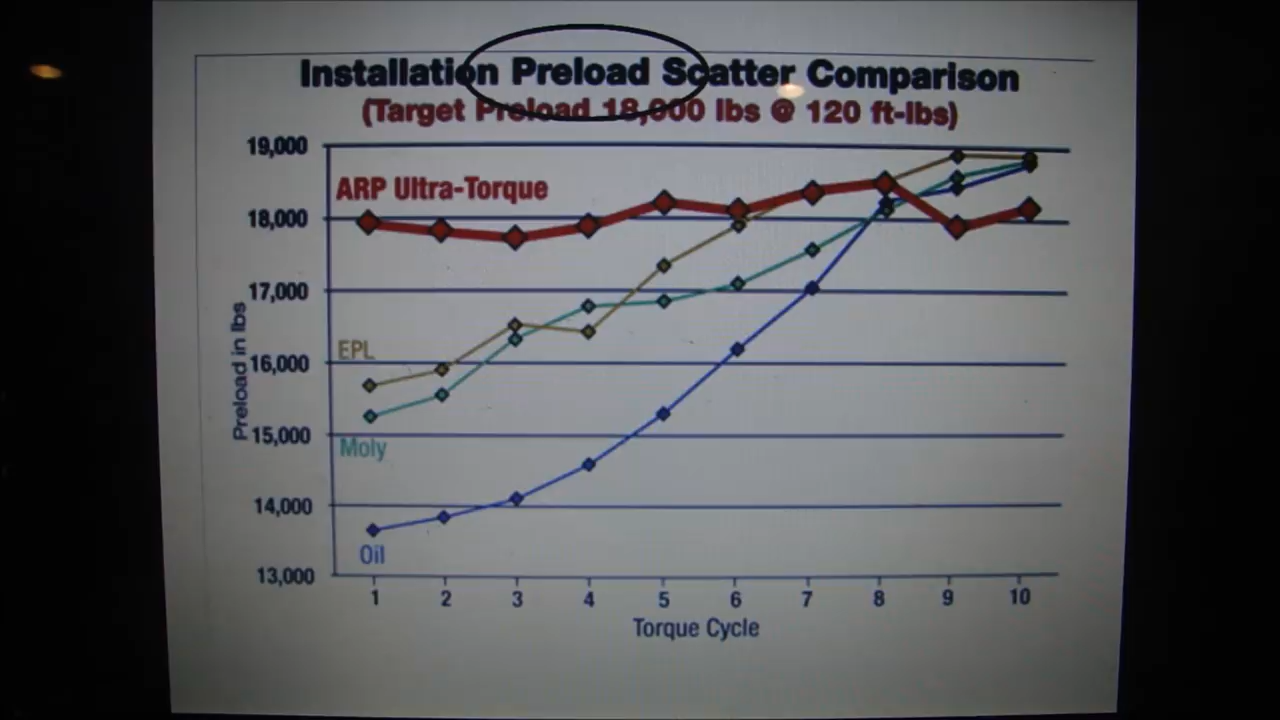 Installation Preload Scatter Comparison
(Target Preload 18,000 lbs @ 120 ft-lbs)
19,000
ARP Ultra-Torque
18,000
17,000
Preload in lbs
EPL
16,000
15,000
Moly
14,000
Oil
13,000
1 2 3 4 5 6 7 8 9 10
Torque Cycle